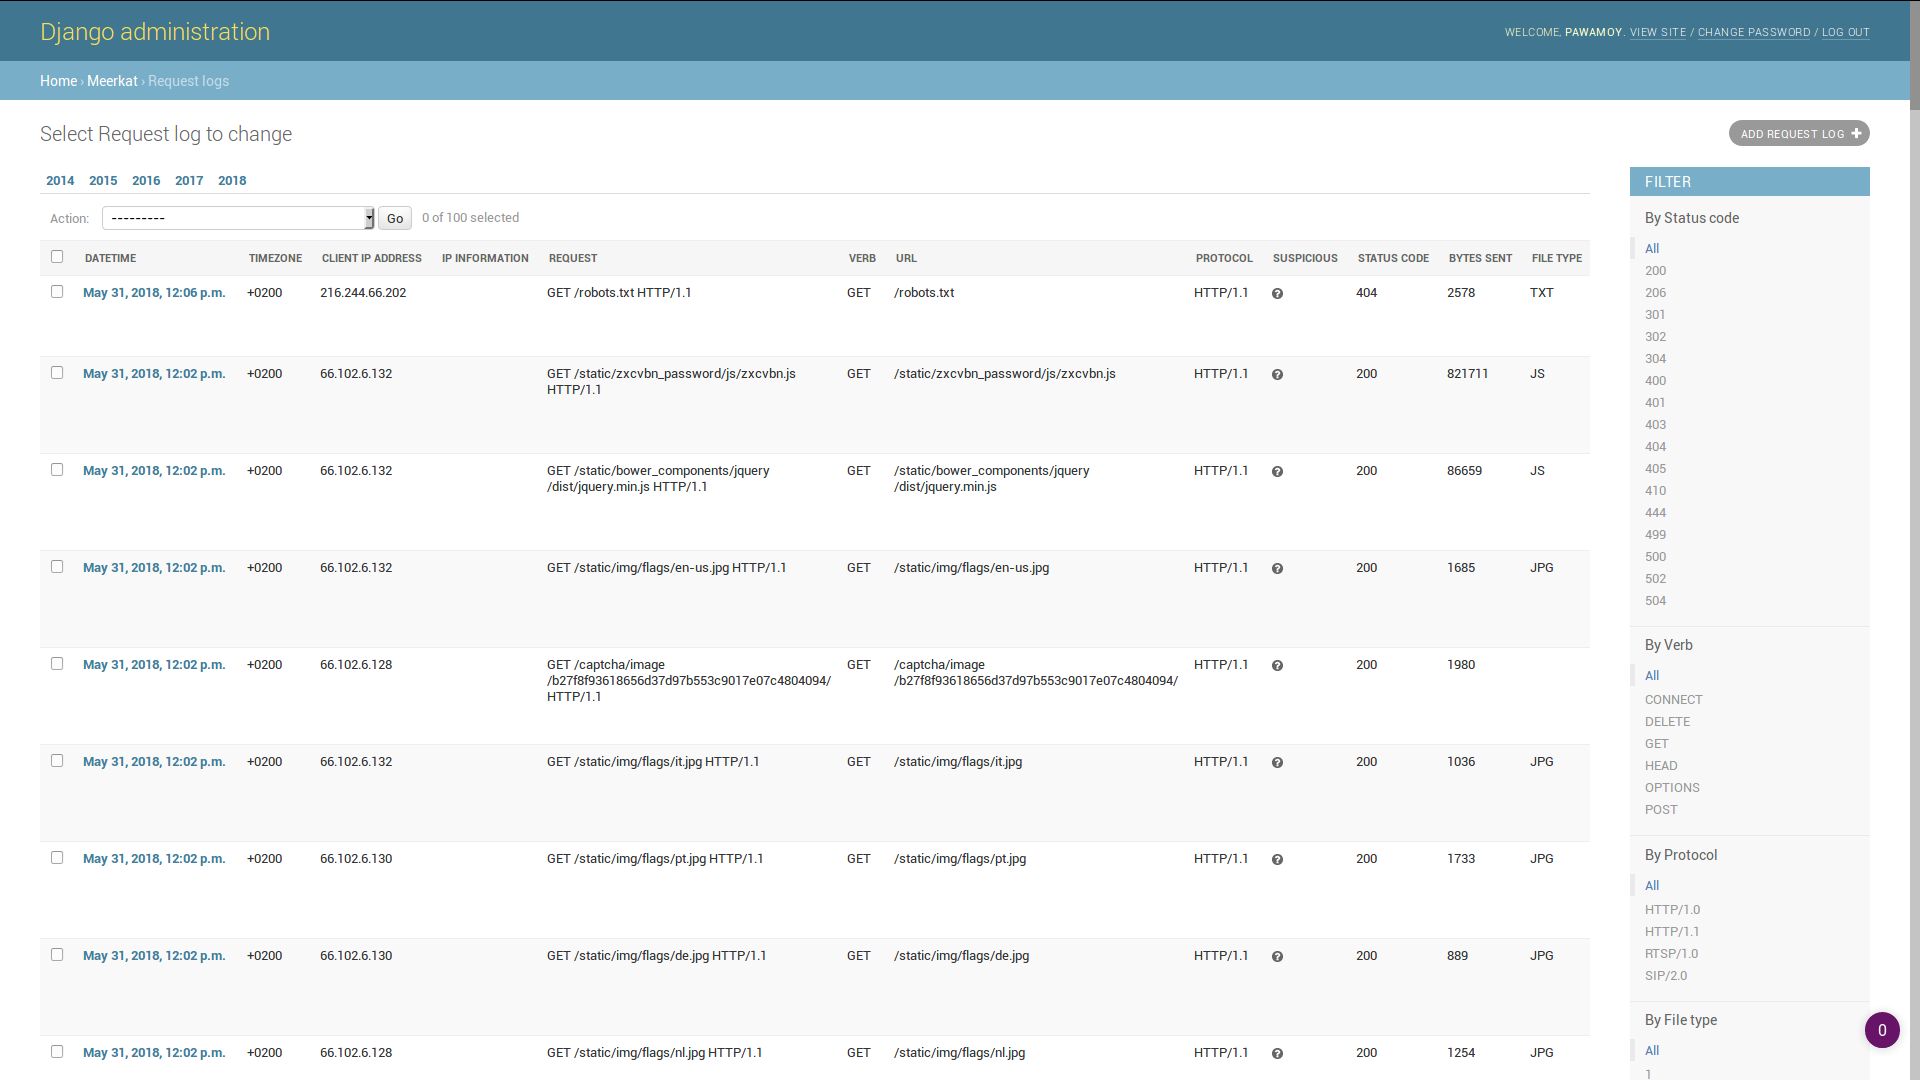 Django administration
WELCOME, PAWAMOY. VIEW SITE / CHANGE PASSWORD / LOG OUT
Home › Meerkat › Request logs
Select Request log to change
ADD REQUEST LOG +
2014 2015 2016 2017 2018
Action: --------- Go 0 of 100 selected
DATETIME TIMEZONE CLIENT IP ADDRESS IP INFORMATION REQUEST VERB URL PROTOCOL SUSPICIOUS STATUS CODE BYTES SENT FILE TYPE
May 31, 2018, 12:06 p.m. +0200 216.244.66.202 GET /robots.txt HTTP/1.1 GET /robots.txt HTTP/1.1 ? 404 2578 TXT
May 31, 2018, 12:02 p.m. +0200 66.102.6.132 GET /static/zxcvbn_password/js/zxcvbn.js GET /static/zxcvbn_password/js/zxcvbn.js HTTP/1.1 ? 200 821711 JS
HTTP/1.1
May 31, 2018, 12:02 p.m. +0200 66.102.6.132 GET /static/bower_components/jquery GET /static/bower_components/jquery HTTP/1.1 ? 200 86659 JS
/dist/jquery.min.js HTTP/1.1 /dist/jquery.min.js
May 31, 2018, 12:02 p.m. +0200 66.102.6.132 GET /static/img/flags/en-us.jpg HTTP/1.1 GET /static/img/flags/en-us.jpg HTTP/1.1 ? 200 1685 JPG
May 31, 2018, 12:02 p.m. +0200 66.102.6.128 GET /captcha/image GET /captcha/image HTTP/1.1 ? 200 1980
/b27f8f93618656d37d97b553c9017e07c4804094/ /b27f8f93618656d37d97b553c9017e07c4804094/
HTTP/1.1
May 31, 2018, 12:02 p.m. +0200 66.102.6.132 GET /static/img/flags/it.jpg HTTP/1.1 GET /static/img/flags/it.jpg HTTP/1.1 ? 200 1036 JPG
May 31, 2018, 12:02 p.m. +0200 66.102.6.130 GET /static/img/flags/pt.jpg HTTP/1.1 GET /static/img/flags/pt.jpg HTTP/1.1 ? 200 1733 JPG
May 31, 2018, 12:02 p.m. +0200 66.102.6.130 GET /static/img/flags/de.jpg HTTP/1.1 GET /static/img/flags/de.jpg HTTP/1.1 ? 200 889 JPG
May 31, 2018, 12:02 p.m. +0200 66.102.6.128 GET /static/img/flags/nl.jpg HTTP/1.1 GET /static/img/flags/nl.jpg HTTP/1.1 ? 200 1254 JPG
FILTER
By Status code
All
200
206
301
302
304
400
401
403
404
405
410
444
499
500
502
504
By Verb
All
CONNECT
DELETE
GET
HEAD
OPTIONS
POST
By Protocol
All
HTTP/1.0
HTTP/1.1
RTSP/1.0
SIP/2.0
By File type
All
1
0